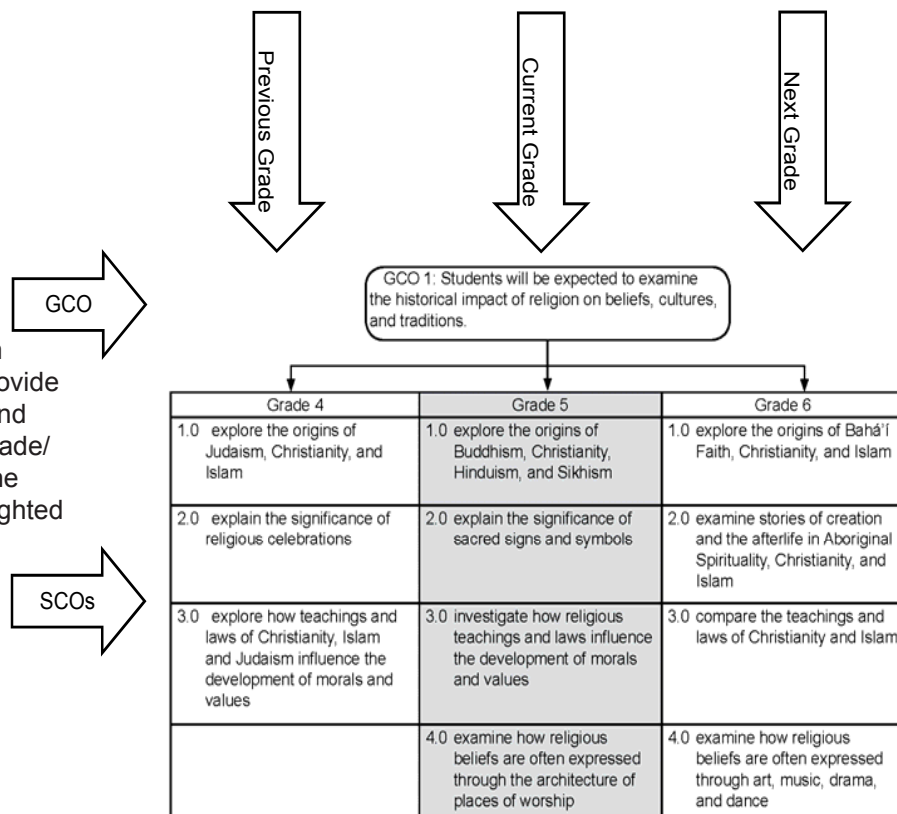 Previous Grade
Current Grade
Next Grade
GCO
GCO 1: Students will be expected to examine
the historical impact of religion on beliefs, cultures,
and traditions.
ovide
nd
ade/
ne
ghted
SCOs
Grade 4
Grade 5
Grade 6
1.0 explore the origins of
Judaism, Christianity, and
Islam
1.0 explore the origins of
Buddhism, Christianity,
Hinduism, and Sikhism
1.0 explore the origins of Bahá'í
Faith, Christianity, and Islam
2.0 explain the significance of
religious celebrations
2.0 explain the significance of
sacred signs and symbols
2.0 examine stories of creation
and the afterlife in Aboriginal
Spirituality, Christianity, and
Islam
3.0 explore how teachings and
laws of Christianity, Islam
and Judaism influence the
development of morals and
values
3.0 investigate how religious
teachings and laws influence
the development of morals
and values
3.0 compare the teachings and
laws of Christianity and Islam
4.0 examine how religious
beliefs are often expressed
through the architecture of
places of worship
4.0 examine how religious
beliefs are often expressed
through art, music, drama,
and dance